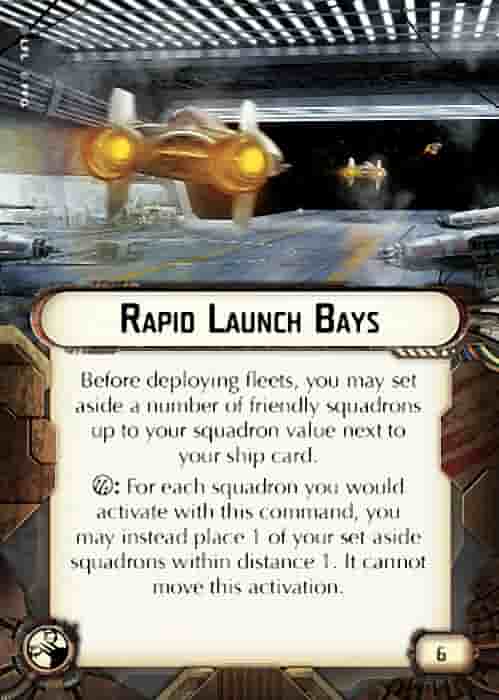 Rapid Launch Bays
Before deploying fleets, you may set
aside a number of friendly squadrons
up to your squadron value next to
your ship card.
: For each squadron you would
activate with this command, you
may instead place 1 of your set aside
squadrons within distance 1. It cannot
move this activation.
6